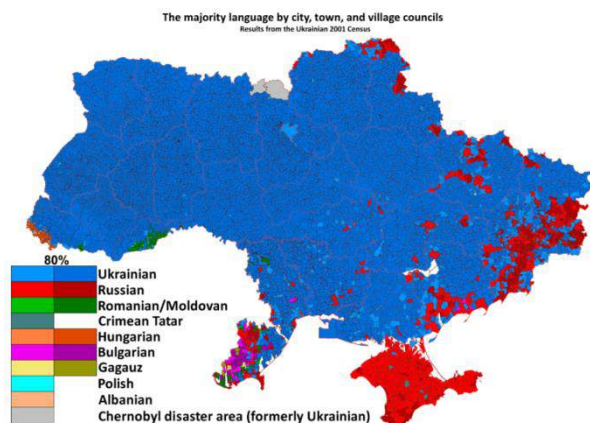 The majority language by city, town, and village councils
Results from the Ukrainian 2001 Census
80%
Ukrainian
Russian
Romanian/Moldovan
Crimean Tatar
Hungarian
Bulgarian
Gagauz
Polish
Albanian
Chernobyl disaster area (formerly Ukrainian)